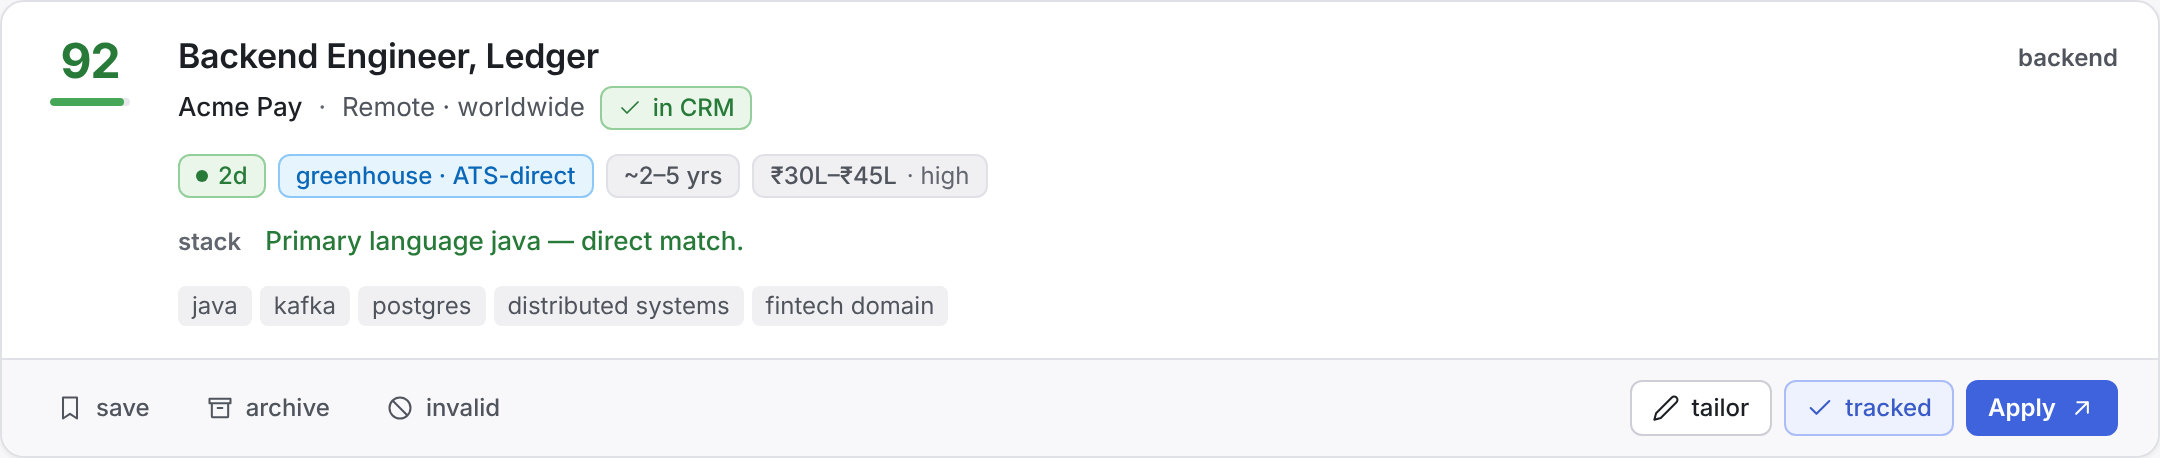 92
Backend Engineer, Ledger
backend
Acme Pay · Remote · worldwide in CRM
2d greenhouse · ATS-direct ~2–5 yrs ₹30L–₹45L · high
stack Primary language java — direct match.
java kafka postgres distributed systems fintech domain
save archive invalid tailor tracked Apply